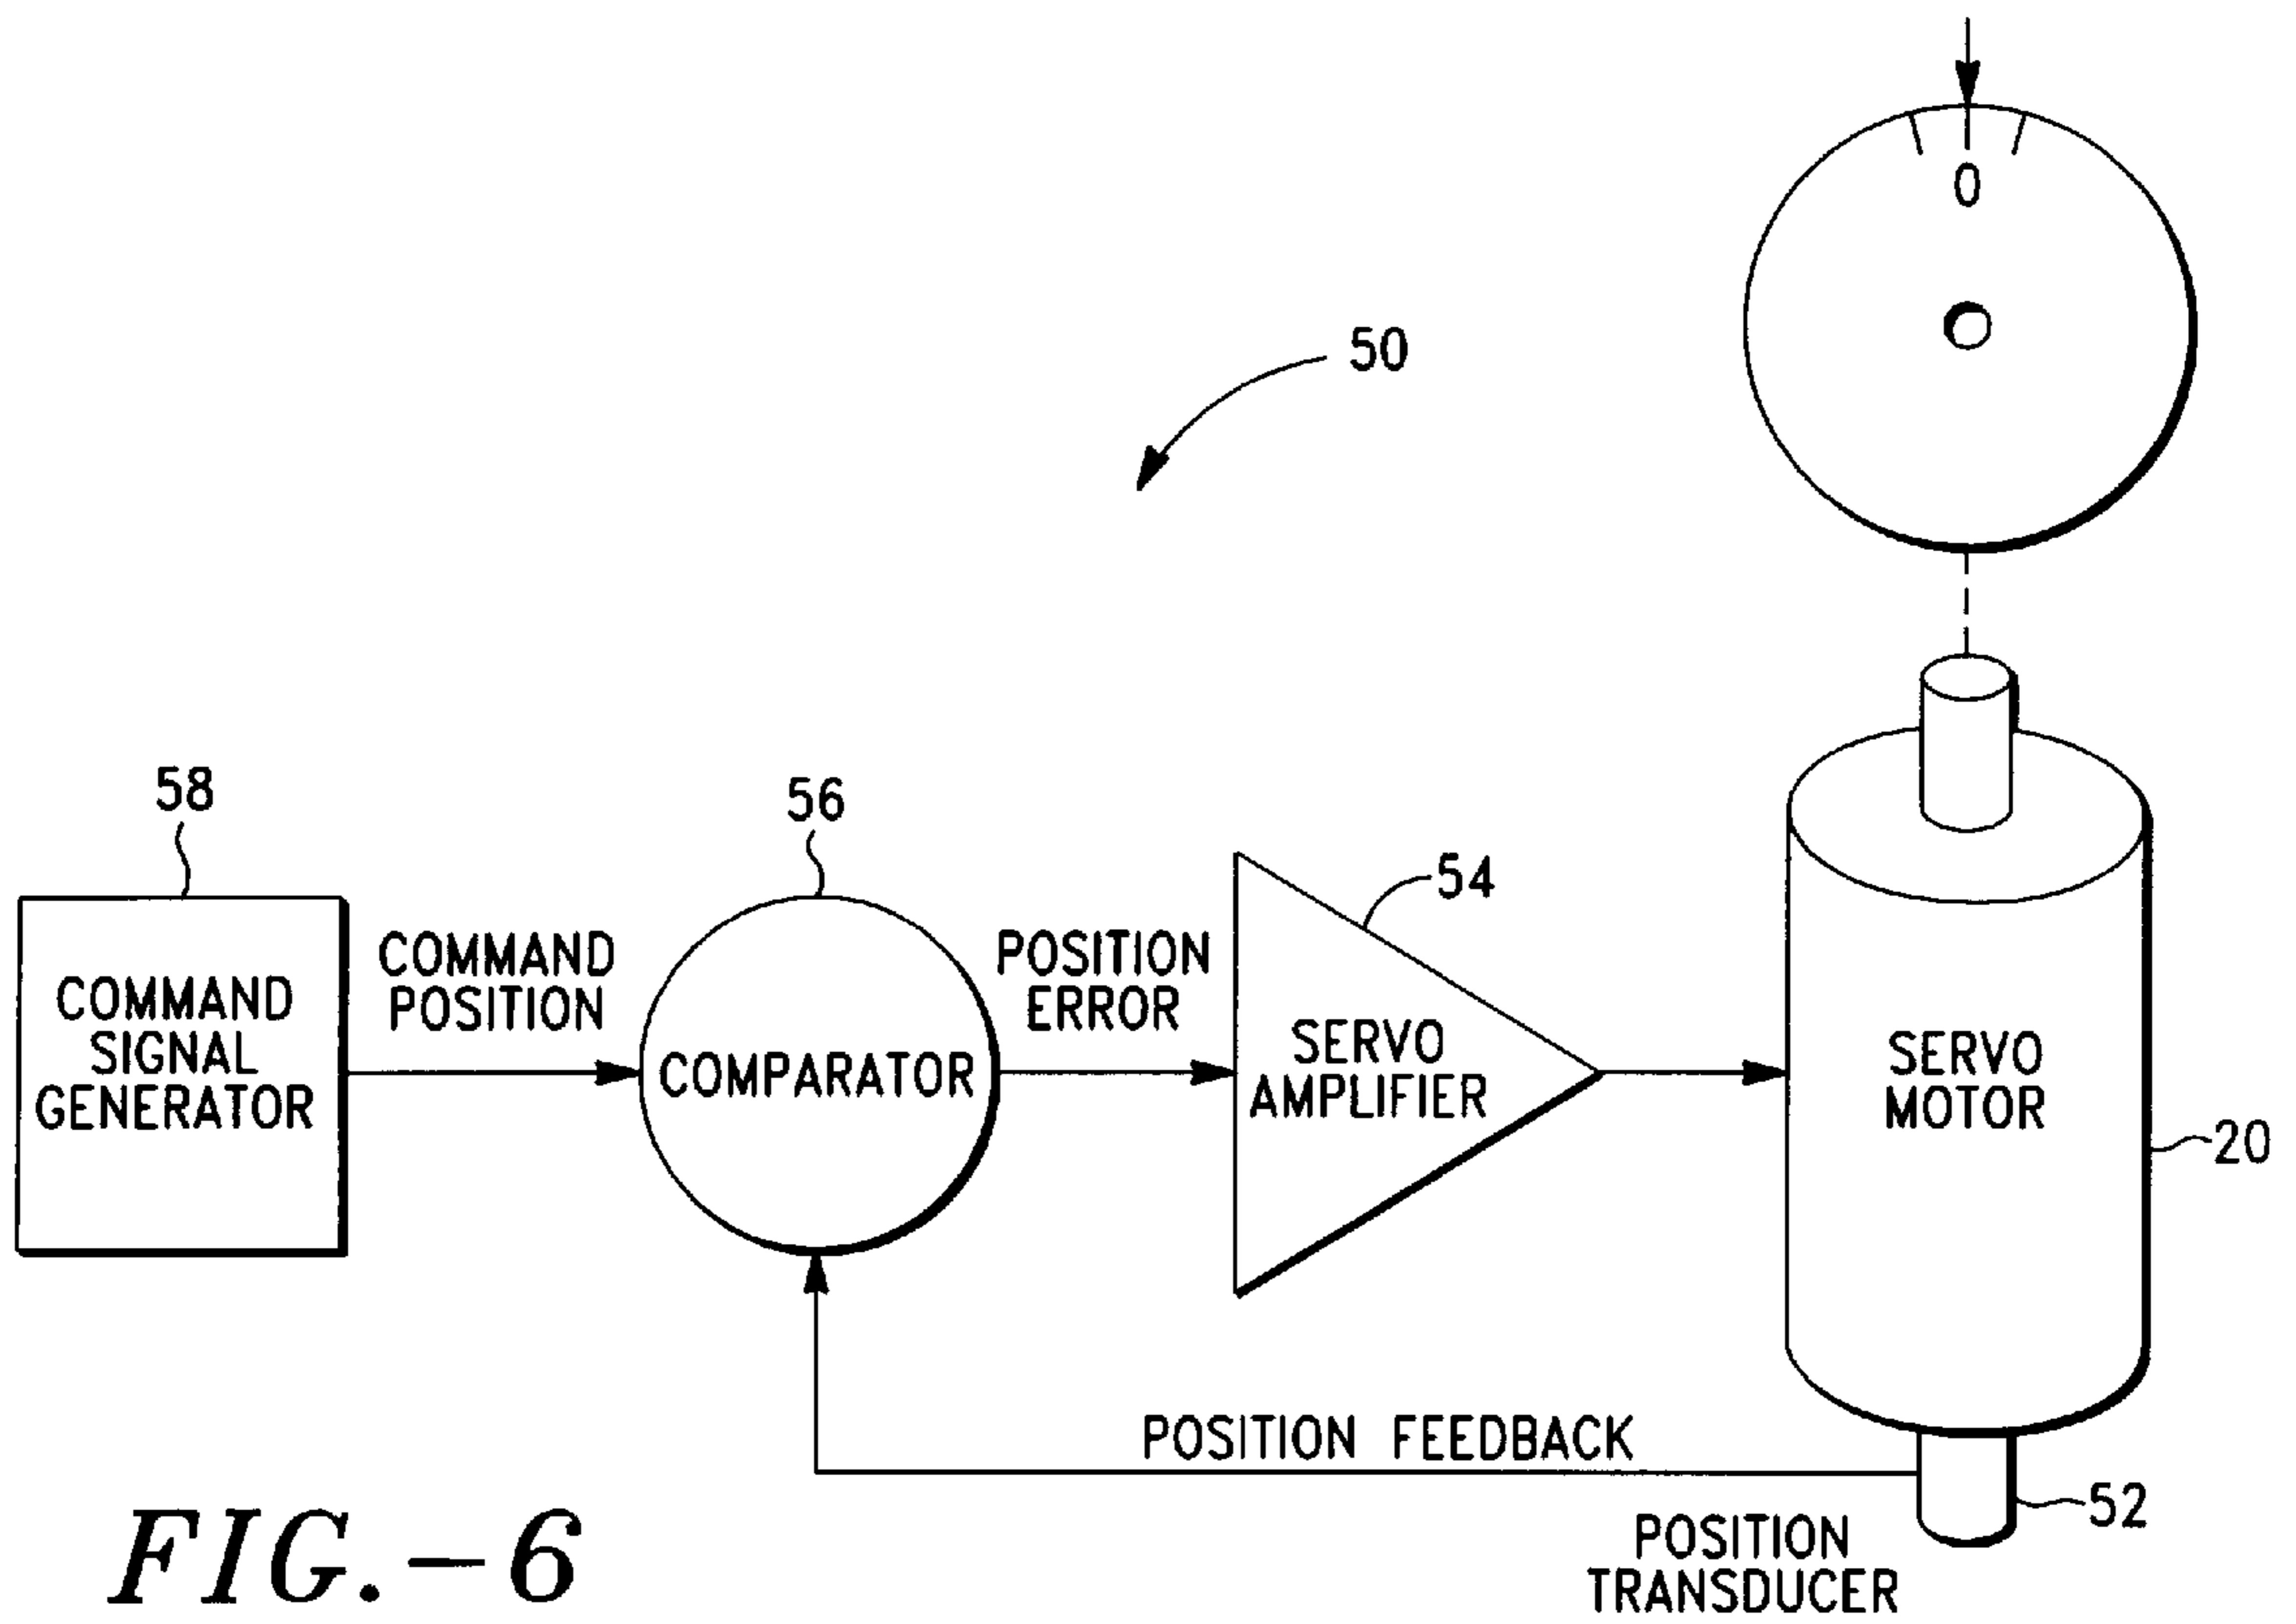 0
50
58
56
54
COMMAND
SIGNAL
GENERATOR
COMMAND
POSITION
COMPARATOR
POSITION
ERROR
SERVO
AMPLIFIER
SERVO
MOTOR
20
POSITION FEEDBACK
52
POSITION
TRANSDUCER
FIG.-6